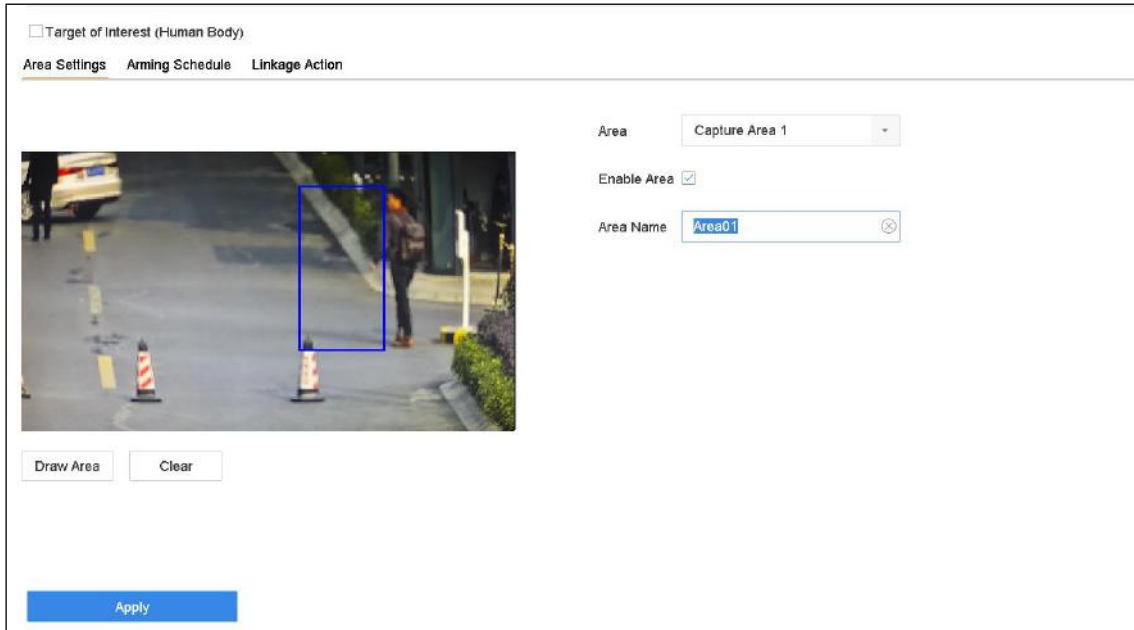 Target of Interest (Human Body)
Area Settings Arming Schedule Linkage Action
Area Capture Area 1
Enable Area
Area Name Area01
Draw Area Clear
Apply